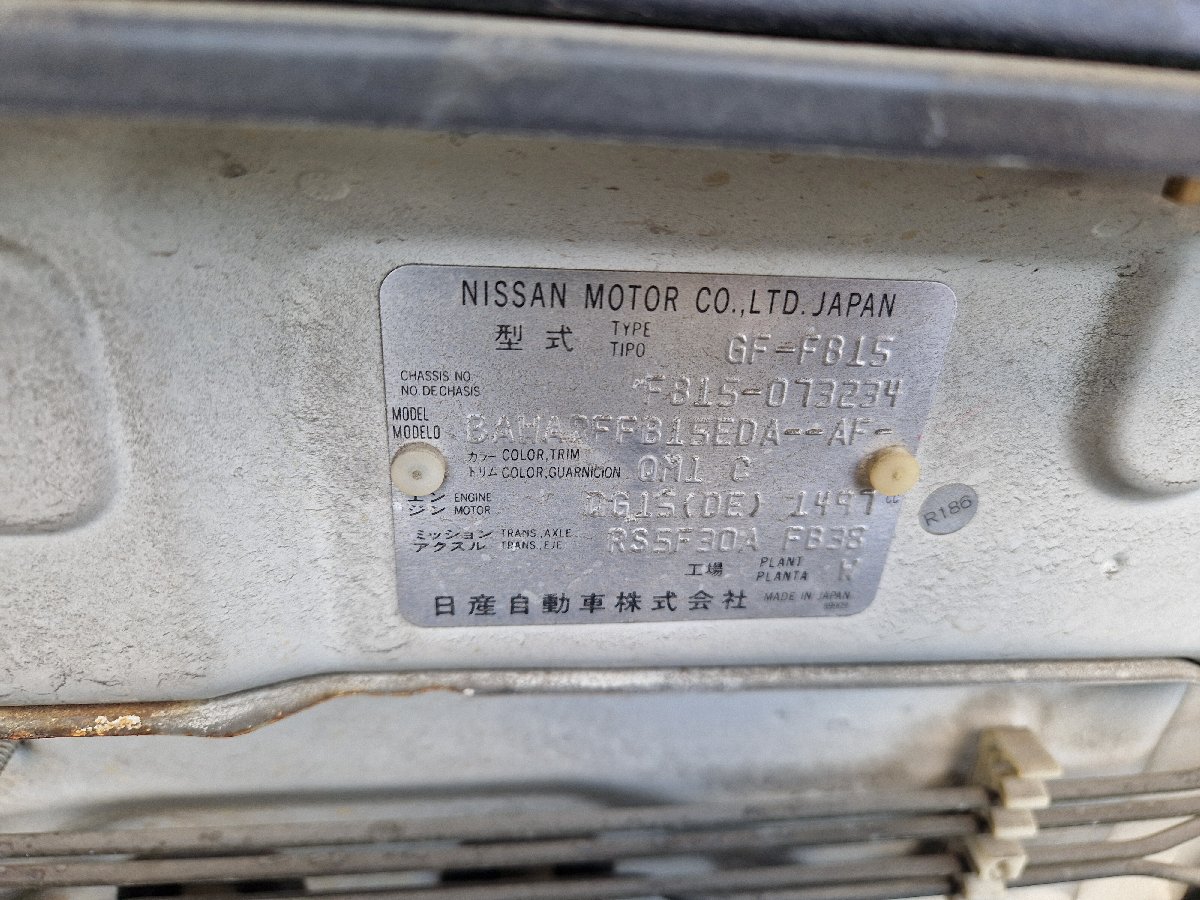 NISSAN MOTOR CO.,LTD. JAPAN
型式 TYPE TIPO GF-FB15
CHASSIS NO. NO DE CHASIS FB15-073234
MODEL MODELO BAWARFFB15EDA--AF-
カラー COLOR,TRIM
トリム COLOR,GUARNICION QM1 C
エンジン ENGINE MOTOR QG15(DE) 1497 cc
ミッション TRANS.,AXLE
アクスル TRANS.,EJE RS5F30A FB38
工場 PLANT PLANTA K
日産自動車株式会社 MADE IN JAPAN
R186